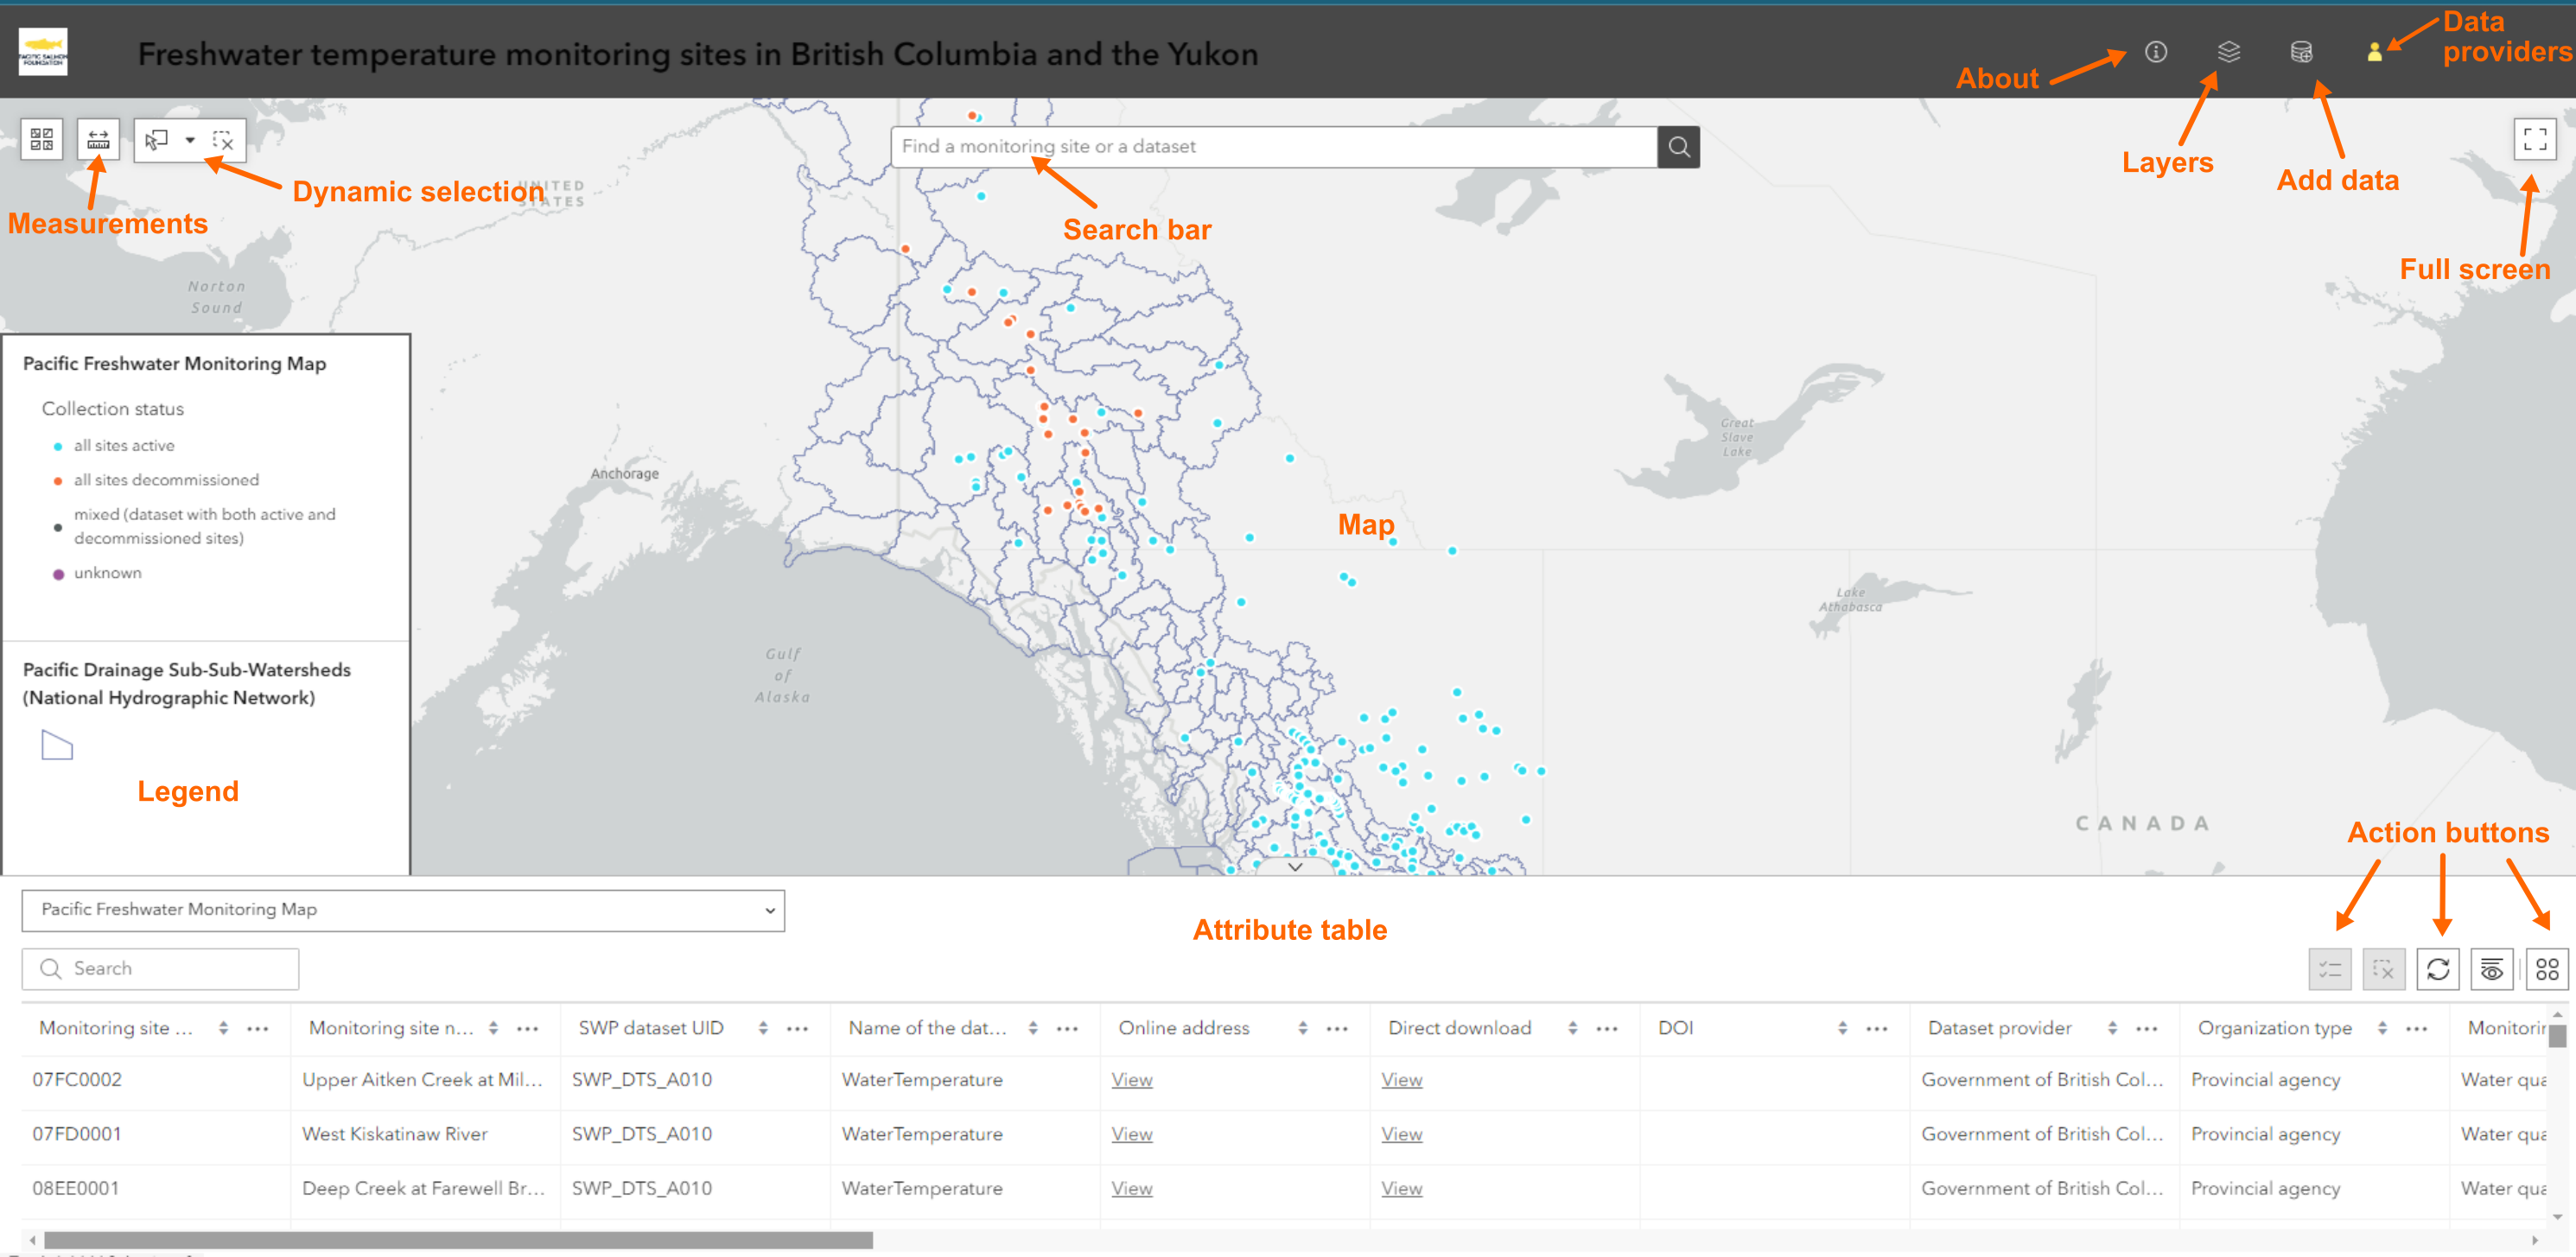 Data
providers
PACIFIC SALMON
FOUNDATION
Freshwater temperature monitoring sites in British Columbia and the Yukon
About
Layers
Add data
Full screen
Find a monitoring site or a dataset
Search bar
Dynamic selection
Measurements
UNITED
STATES
Norton
Sound
Anchorage
Gulf
of
Alaska
Great
Slave
Lake
Lake
Athabasca
CANADA
Map
Pacific Freshwater Monitoring Map
Collection status
all sites active
all sites decommissioned
mixed (dataset with both active and
decommissioned sites)
unknown
Pacific Drainage Sub-Sub-Watersheds
(National Hydrographic Network)
Legend
Action buttons
Pacific Freshwater Monitoring Map
Attribute table
Search
Monitoring site ... Monitoring site n... SWP dataset UID Name of the dat... Online address Direct download DOI Dataset provider Organization type Monitorin
07FC0002 Upper Aitken Creek at Mil... SWP_DTS_A010 WaterTemperature View View Government of British Col... Provincial agency Water qua
07FD0001 West Kiskatinaw River SWP_DTS_A010 WaterTemperature View View Government of British Col... Provincial agency Water qua
08EE0001 Deep Creek at Farewell Br... SWP_DTS_A010 WaterTemperature View View Government of British Col... Provincial agency Water qua